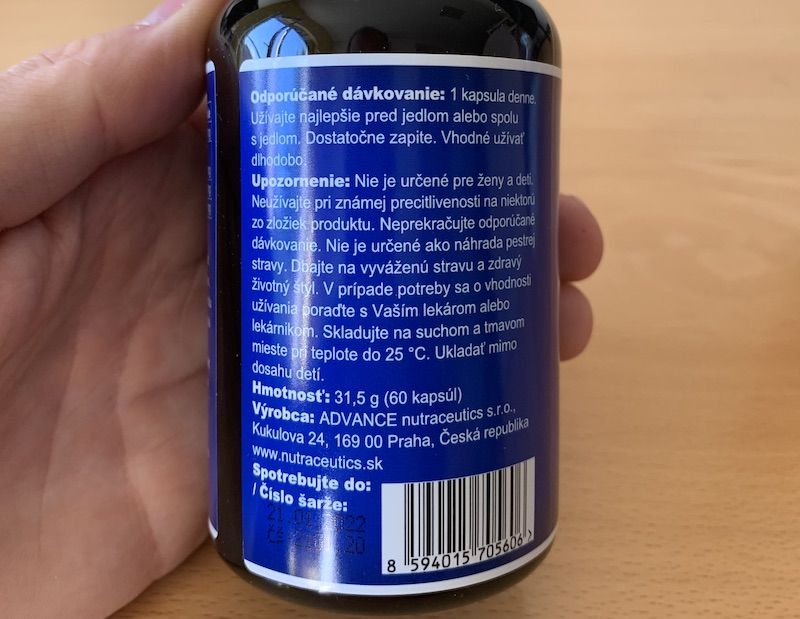 Odporúčané dávkovanie: 1 kapsula denne.
Užívajte najlepšie pred jedlom alebo spolu
s jedlom. Dostatočne zapite. Vhodné užívať
dlhodobo.
Upozornenie: Nie je určené pre ženy a deti.
Neužívajte pri známej precitlivenosti na niektorú
zo zložiek produktu. Neprekračujte odporúčané
dávkovanie. Nie je určené ako náhrada pestrej
stravy. Dbajte na vyváženú stravu a zdravý
životný štýl. V prípade potreby sa o vhodnosti
užívania poraďte s Vaším lekárom alebo
lekárnikom. Skladujte na suchom a tmavom
mieste pri teplote do 25 °C. Ukladať mimo
dosahu detí.
Hmotnosť: 31,5 g (60 kapsúl)
Výrobca: ADVANCE nutraceutics s.r.o.,
Kukulova 24, 169 00 Praha, Česká republika
www.nutraceutics.sk
Spotrebujte do:
/ Číslo šarže:
8 594015 705606 >